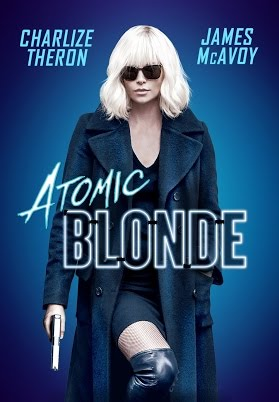 CHARLIZE THERON
JAMES McAVOY
ATOMIC
BLONDE